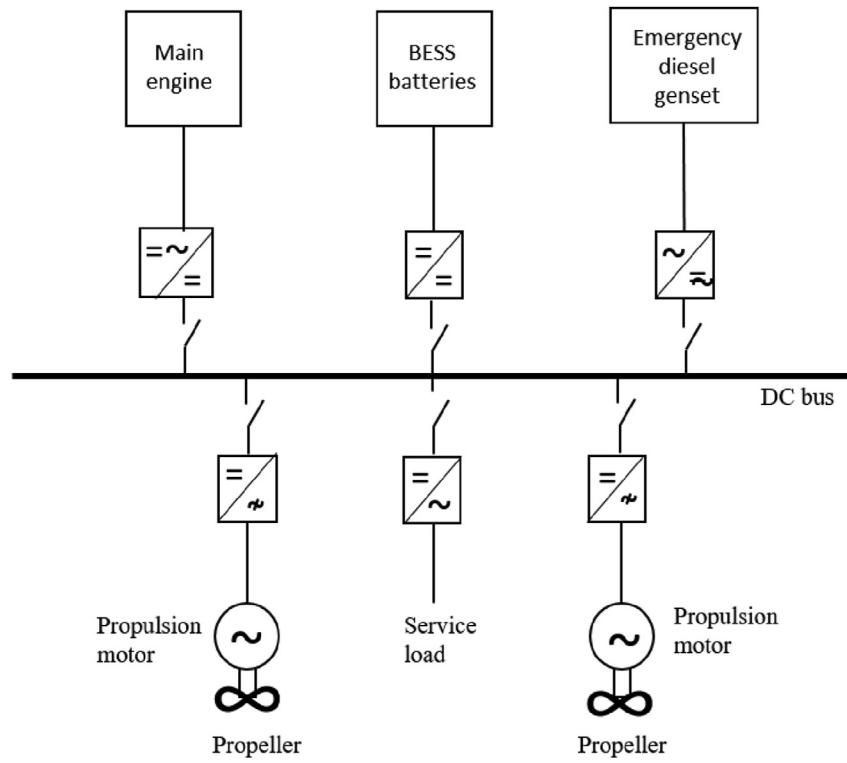 Main
engine
BESS
batteries
Emergency
diesel
genset
DC bus
Propulsion
motor
Service
load
Propulsion
motor
Propeller
Propeller